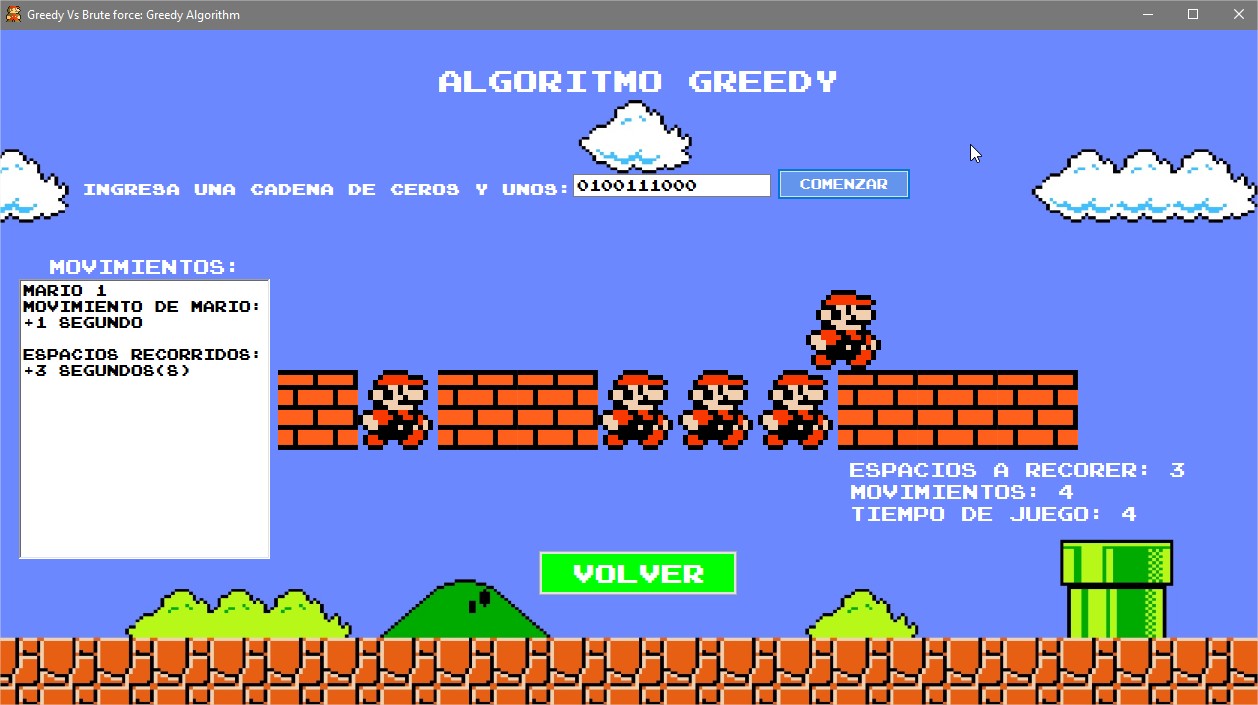 Greedy Vs Brute force: Greedy Algorithm
ALGORITMO GREEDY
INGRESA UNA CADENA DE CEROS Y UNOS: 0100111000 COMENZAR
MOVIMIENTOS:
MARIO 1
MOVIMIENTO DE MARIO:
+1 SEGUNDO
ESPACIOS RECORRIDOS:
+3 SEGUNDOS(S)
ESPACIOS A RECORER: 3
MOVIMIENTOS: 4
TIEMPO DE JUEGO: 4
VOLVER